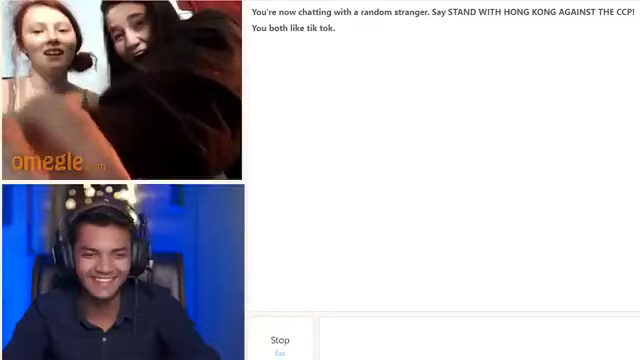 You're now chatting with a random stranger. Say STAND WITH HONG KONG AGAINST THE CCP!
You both like tik tok.
omegle.com
Stop
Esc